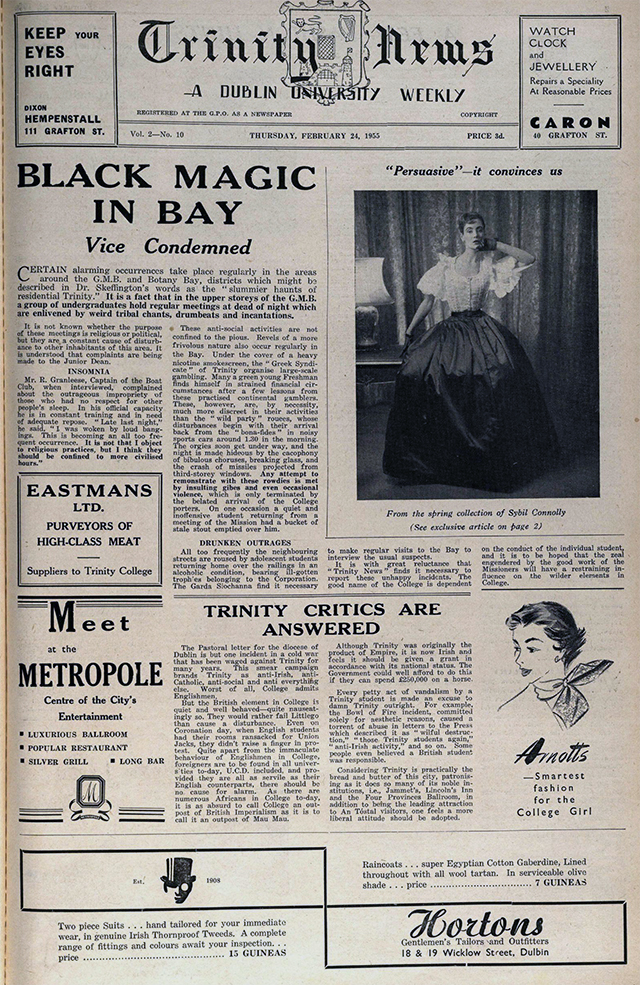 KEEP YOUR
EYES
RIGHT
DIXON
HEMPENSTALL
111 GRAFTON ST.
Trinity News
A DUBLIN UNIVERSITY WEEKLY
REGISTERED AT THE G.P.O. AS A NEWSPAPER
COPYRIGHT
Vol. 2—No. 10
THURSDAY, FEBRUARY 24, 1955
PRICE 3d.
WATCH
CLOCK
and
JEWELLERY
Repairs a Speciality
At Reasonable Prices
CARON
40 GRAFTON ST.
BLACK MAGIC
IN BAY
Vice Condemned
CERTAIN alarming occurrences take place regularly in the areas
around the G.M.B. and Botany Bay, districts which might be
described in Dr. Skeffington's words as the "summer haunts of
residential Trinity." It is a fact that in the upper storeys of the G.M.B.
a group of undergraduates hold regular meetings at dead of night which
are enlivened by weird tribal chants, drumbeats and incantations.
It is not known whether the purpose
of these meetings is religious or political,
but they are a constant cause of disturb-
ance to other inhabitants of this area. It
is understood that complaints are being
made to the Junior Dean.
INSOMNIA
Mr. R. Granleese, Captain of the Boat
Club, when interviewed, complained
about the outrageous impropriety of
those who had no respect for other
people's sleep. In his official capacity
he is in constant training and in need
of adequate repose. "Late last night,"
he said, "I was woken by loud bang-
ings. This is becoming an all too fre-
quent occurrence. It is not that I object
to religious practices, but I think they
should be confined to more civilised
hours."
These anti-social activities are not
confined to the pious. Revels of a more
frivolous nature also occur regularly in
the Bay. Under the cover of a heavy
nicotine smokescreen, the "Greek Syndi-
cate" of Trinity organise large-scale
gambling. Many a green young Freshman
finds himself in strained financial cir-
cumstances after a few lessons from
these practised continental gamblers.
These, however, are, by necessity,
much more discreet in their activities
than the "wild party" roues, whose
disturbances begin with their arrival
back from the "bona-fides" in noisy
sports cars around 1.30 in the morning.
The orgies soon get under way, and the
night is made hideous by the cacophony
of bibulous choruses, breaking glass, and
the crash of missiles projected from
third-storey windows. Any attempt to
remonstrate with these rowdies is met
by insulting gibes and even occasional
violence, which is only terminated by
the belated arrival of the College
porters. On one occasion a quiet and
inoffensive student returning from a
meeting of the Mission had a bucket of
stale stout emptied over him.
DRUNKEN OUTRAGES
All too frequently the neighbouring
streets are roused by adolescent students
returning home over the railings in an
alcoholic condition, bearing ill-gotten
trophies belonging to the Corporation.
The Garda Siochanna find it necessary
to make regular visits to the Bay to
interview the usual suspects.
It is with great reluctance that
"Trinity News" finds it necessary to
report these unhappy incidents. The
good name of the College is dependent
on the conduct of the individual student,
and it is to be hoped that the zeal
engendered by the good work of the
Missioners will have a restraining in-
fluence on the wilder elements in
College.
"Persuasive"—it convinces us
From the spring collection of Sybil Connolly
(See exclusive article on page 2)
EASTMANS
LTD.
PURVEYORS OF
HIGH-CLASS MEAT
Suppliers to Trinity College
Meet
at the
METROPOLE
Centre of the City's
Entertainment
LUXURIOUS BALLROOM
POPULAR RESTAURANT
SILVER GRILL
LONG BAR
M
TRINITY CRITICS ARE
ANSWERED
The Pastoral letter for the diocese of
Dublin is but one incident in a cold war
that has been waged against Trinity for
many years. This smear campaign
brands Trinity as anti-Irish, anti-
Catholic, anti-social and anti everything
else. Worst of all, College admits
Englishmen.
But the British element in College is
quiet and well behaved—quite nauseat-
ingly so. They would rather fail Littlego
than cause a disturbance. Even on
Coronation day, when English students
had their rooms ransacked for Union
Jacks, they didn't raise a finger in pro-
test. Quite apart from the immaculate
behaviour of Englishmen in College,
foreigners are to be found in all univer-
sities to-day, U.C.D. included, and pro-
vided they are all as servile as their
English counterparts, there should be
no cause for alarm. As there are
numerous Africans in College to-day,
it is as absurd to call College an out-
post of British Imperialism as it is to
call it an outpost of Mau Mau.
Although Trinity was originally the
product of Empire, it is now Irish and
feels it should be given a grant in
accordance with its national status. The
Government could well afford to do this
if they can spend £250,000 on a horse.
Every petty act of vandalism by a
Trinity student is made an excuse to
damn Trinity outright. For example,
the Bowl of Fire incident, committed
solely for aesthetic reasons, caused a
torrent of abuse in letters to the Press
which described it as "wilful destruc-
tion," "those Trinity students again,"
"anti-Irish activity," and so on. Some
people even believed a British student
was responsible.
Considering Trinity is practically the
bread and butter of this city, patronis-
ing as it does so many of its noble in-
stitutions, i.e., Jammet's, Lincoln's Inn
and the Four Provinces Ballroom, in
addition to being the leading attraction
to An Tóstal visitors, one feels a more
liberal attitude should be adopted.
Arnotts
—Smartest
fashion
for the
College Girl
Est. 1908
Two piece Suits . . . hand tailored for your immediate
wear, in genuine Irish Thornproof Tweeds. A complete
range of fittings and colours await your inspection. . .
price ........................................ 15 GUINEAS
Raincoats . . . super Egyptian Cotton Gaberdine, Lined
throughout with all wool tartan. In serviceable olive
shade . . . price .............................. 7 GUINEAS
Hortons
Gentlemen's Tailors and Outfitters
18 & 19 Wicklow Street, Dublin